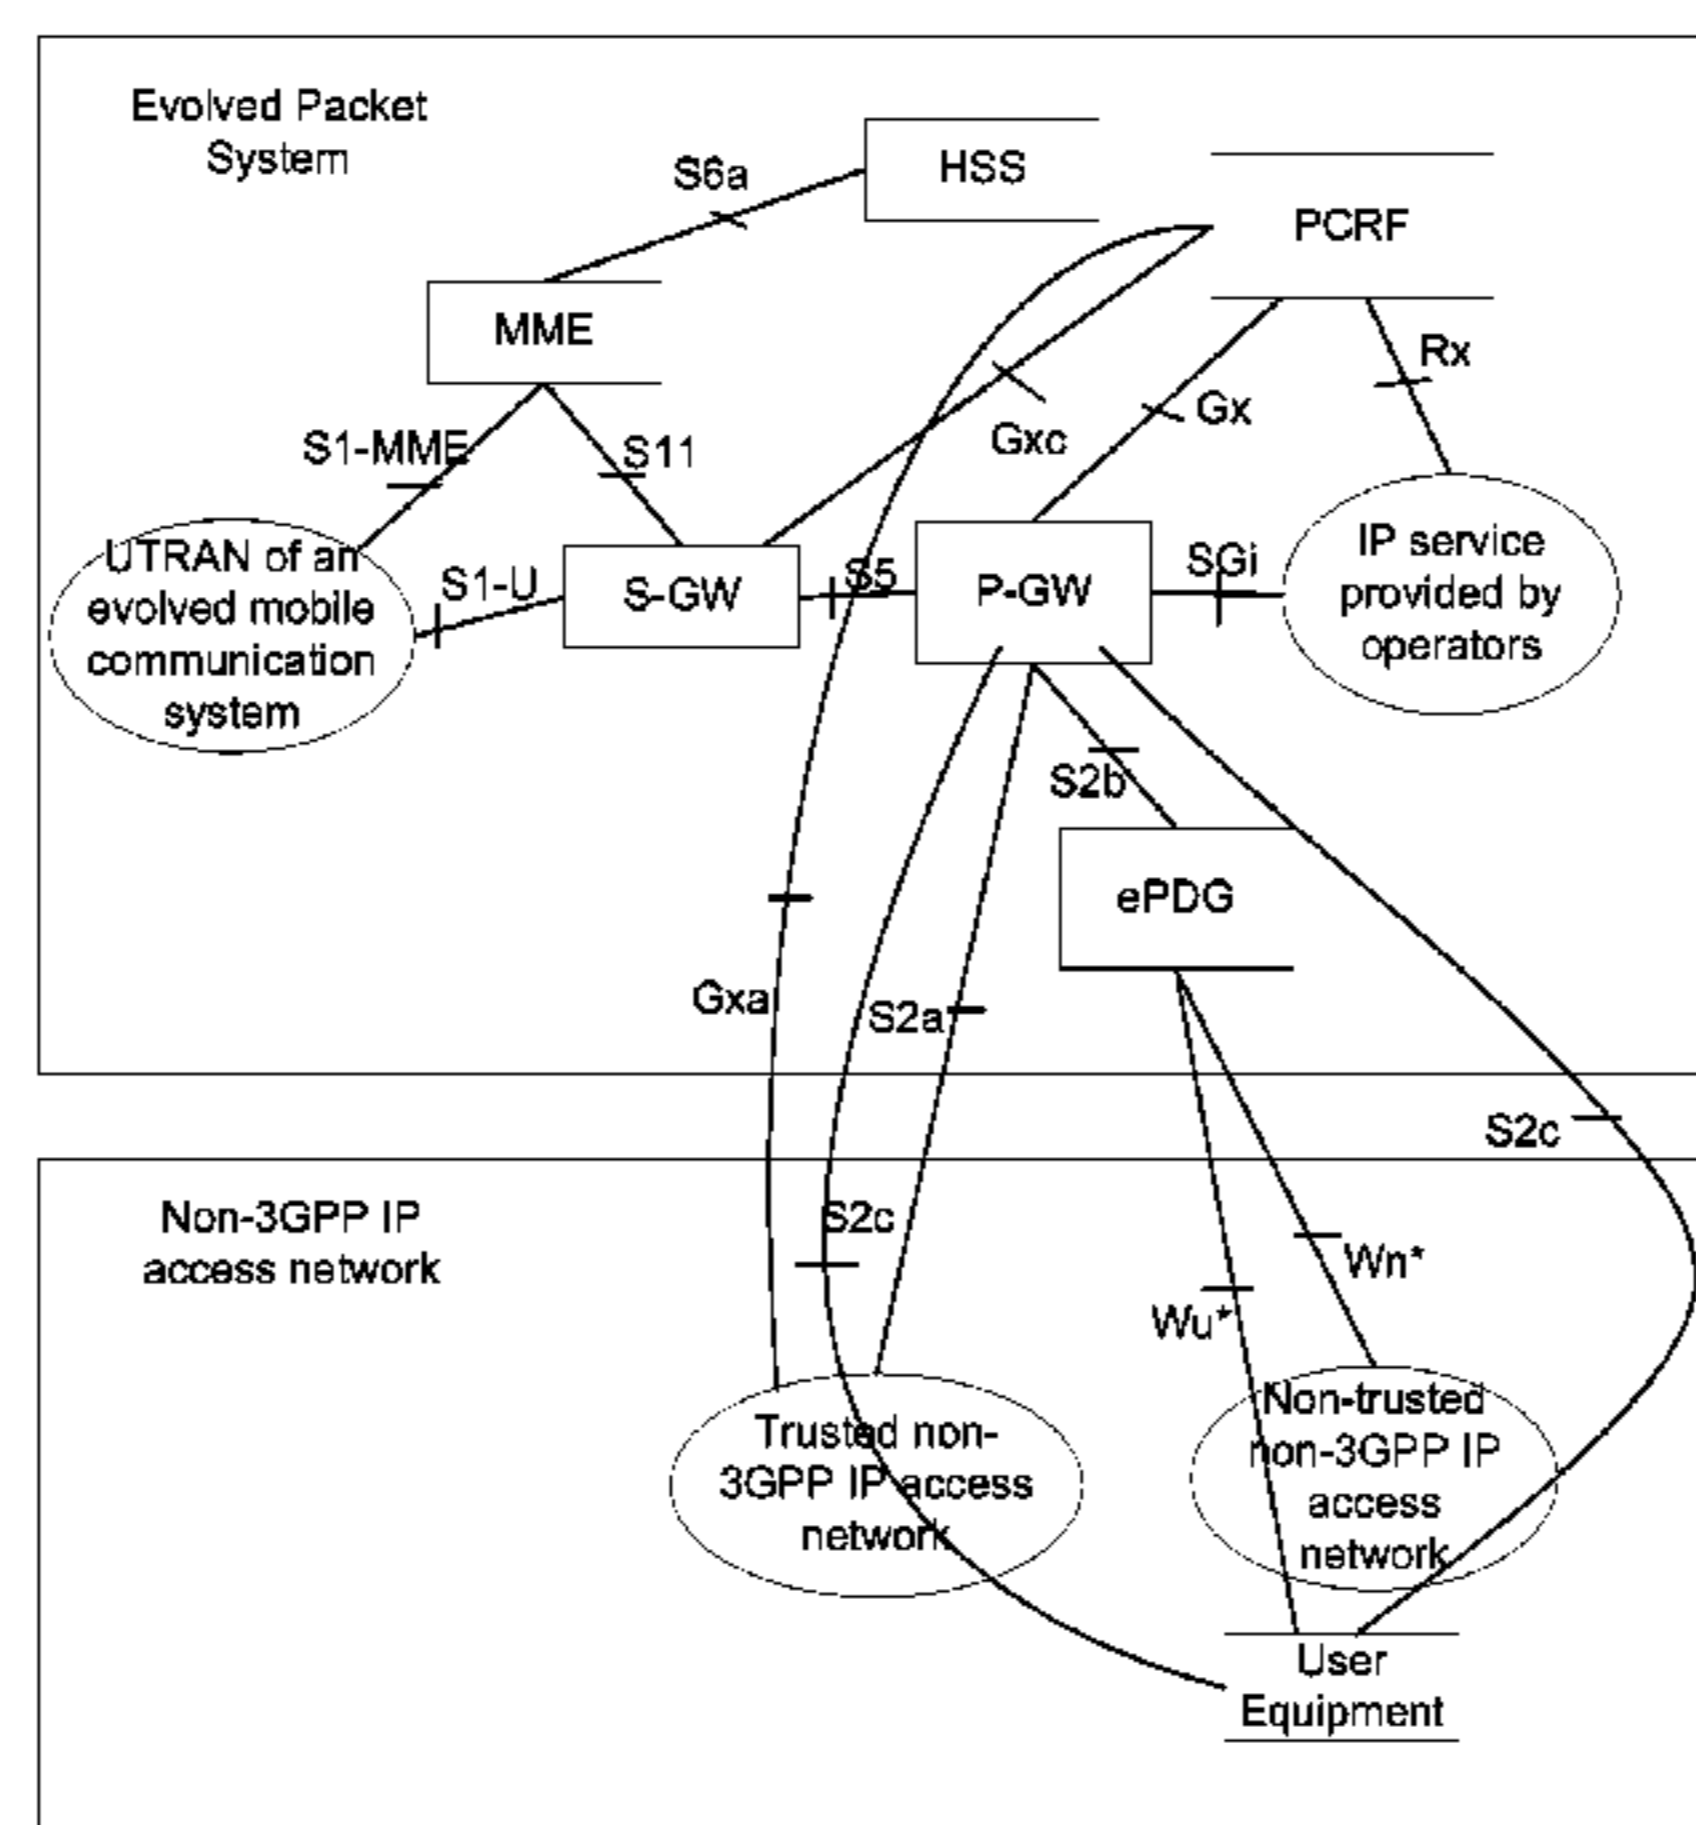 Evolved Packet
System
HSS
S6a
PCRF
MME
Rx
Gx
Gxc
S1-MME
S11
UTRAN of an
evolved mobile
communication
system
S1-U
S-GW
S5
P-GW
SGi
IP service
provided by
operators
S2b
ePDG
Gxa
S2a
S2c
Non-3GPP IP
access network
S2c
Wn*
Wu*
Trusted non-
3GPP IP access
network
Non-trusted
non-3GPP IP
access
network
User
Equipment